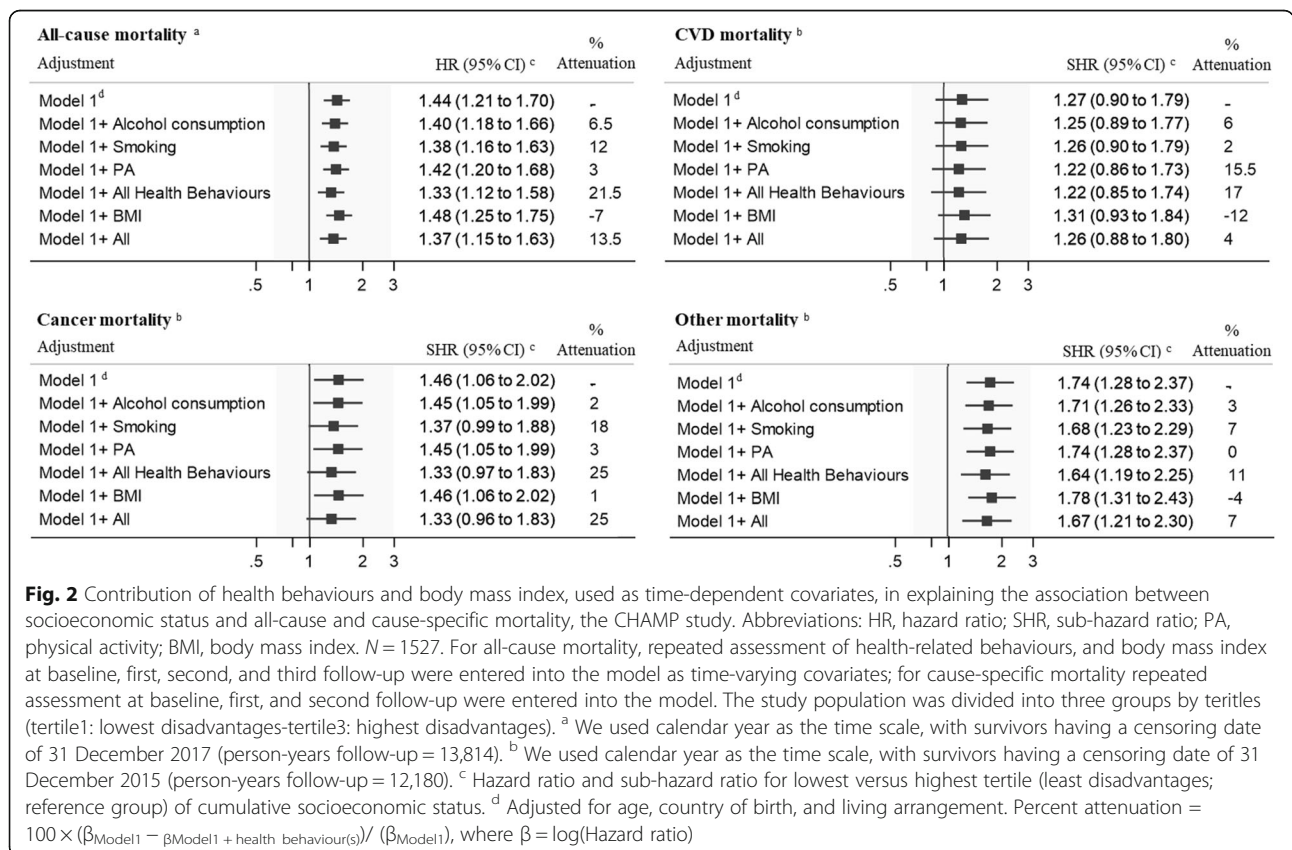 All-cause mortality a
% 
Adjustment HR (95% CI) c Attenuation
Model 1d 1.44 (1.21 to 1.70) -
Model 1+ Alcohol consumption 1.40 (1.18 to 1.66) 6.5
Model 1+ Smoking 1.38 (1.16 to 1.63) 12
Model 1+ PA 1.42 (1.20 to 1.68) 3
Model 1+ All Health Behaviours 1.33 (1.12 to 1.58) 21.5
Model 1+ BMI 1.48 (1.25 to 1.75) -7
Model 1+ All 1.37 (1.15 to 1.63) 13.5
.5 1 2 3
CVD mortality b
%
Adjustment SHR (95% CI) c Attenuation
Model 1d 1.27 (0.90 to 1.79) -
Model 1+ Alcohol consumption 1.25 (0.89 to 1.77) 6
Model 1+ Smoking 1.26 (0.90 to 1.79) 2
Model 1+ PA 1.22 (0.86 to 1.73) 15.5
Model 1+ All Health Behaviours 1.22 (0.85 to 1.74) 17
Model 1+ BMI 1.31 (0.93 to 1.84) -12
Model 1+ All 1.26 (0.88 to 1.80) 4
.5 1 2 3
Cancer mortality b
%
Adjustment SHR (95% CI) c Attenuation
Model 1d 1.46 (1.06 to 2.02) -
Model 1+ Alcohol consumption 1.45 (1.05 to 1.99) 2
Model 1+ Smoking 1.37 (0.99 to 1.88) 18
Model 1+ PA 1.45 (1.05 to 1.99) 3
Model 1+ All Health Behaviours 1.33 (0.97 to 1.83) 25
Model 1+ BMI 1.46 (1.06 to 2.02) 1
Model 1+ All 1.33 (0.96 to 1.83) 25
.5 1 2 3
Other mortality b
%
Adjustment SHR (95% CI) c Attenuation
Model 1d 1.74 (1.28 to 2.37) -
Model 1+ Alcohol consumption 1.71 (1.26 to 2.33) 3
Model 1+ Smoking 1.68 (1.23 to 2.29) 7
Model 1+ PA 1.74 (1.28 to 2.37) 0
Model 1+ All Health Behaviours 1.64 (1.19 to 2.25) 11
Model 1+ BMI 1.78 (1.31 to 2.43) -4
Model 1+ All 1.67 (1.21 to 2.30) 7
.5 1 2 3
Fig. 2 Contribution of health behaviours and body mass index, used as time-dependent covariates, in explaining the association between
socioeconomic status and all-cause and cause-specific mortality, the CHAMP study. Abbreviations: HR, hazard ratio; SHR, sub-hazard ratio; PA,
physical activity; BMI, body mass index. N = 1527. For all-cause mortality, repeated assessment of health-related behaviours, and body mass index
at baseline, first, second, and third follow-up were entered into the model as time-varying covariates; for cause-specific mortality repeated
assessment at baseline, first, and second follow-up were entered into the model. The study population was divided into three groups by teritles
(tertile1: lowest disadvantages-tertile3: highest disadvantages). a We used calendar year as the time scale, with survivors having a censoring date
of 31 December 2017 (person-years follow-up = 13,814). b We used calendar year as the time scale, with survivors having a censoring date of 31
December 2015 (person-years follow-up = 12,180). c Hazard ratio and sub-hazard ratio for lowest versus highest tertile (least disadvantages;
reference group) of cumulative socioeconomic status. d Adjusted for age, country of birth, and living arrangement. Percent attenuation =
100 × (βModel1 − βModel1 + health behaviour(s))/ (βModel1), where β = log(Hazard ratio)